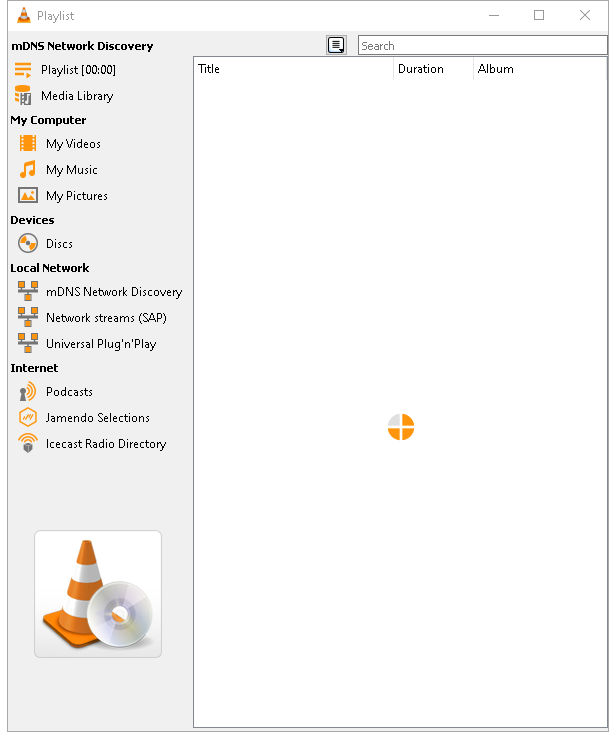 Playlist
mDNS Network Discovery
Search
Playlist [00:00]
Media Library
My Computer
My Videos
My Music
My Pictures
Devices
Discs
Local Network
mDNS Network Discovery
Network streams (SAP)
Universal Plug'n'Play
Internet
Podcasts
Jamendo Selections
Icecast Radio Directory
Title Duration Album